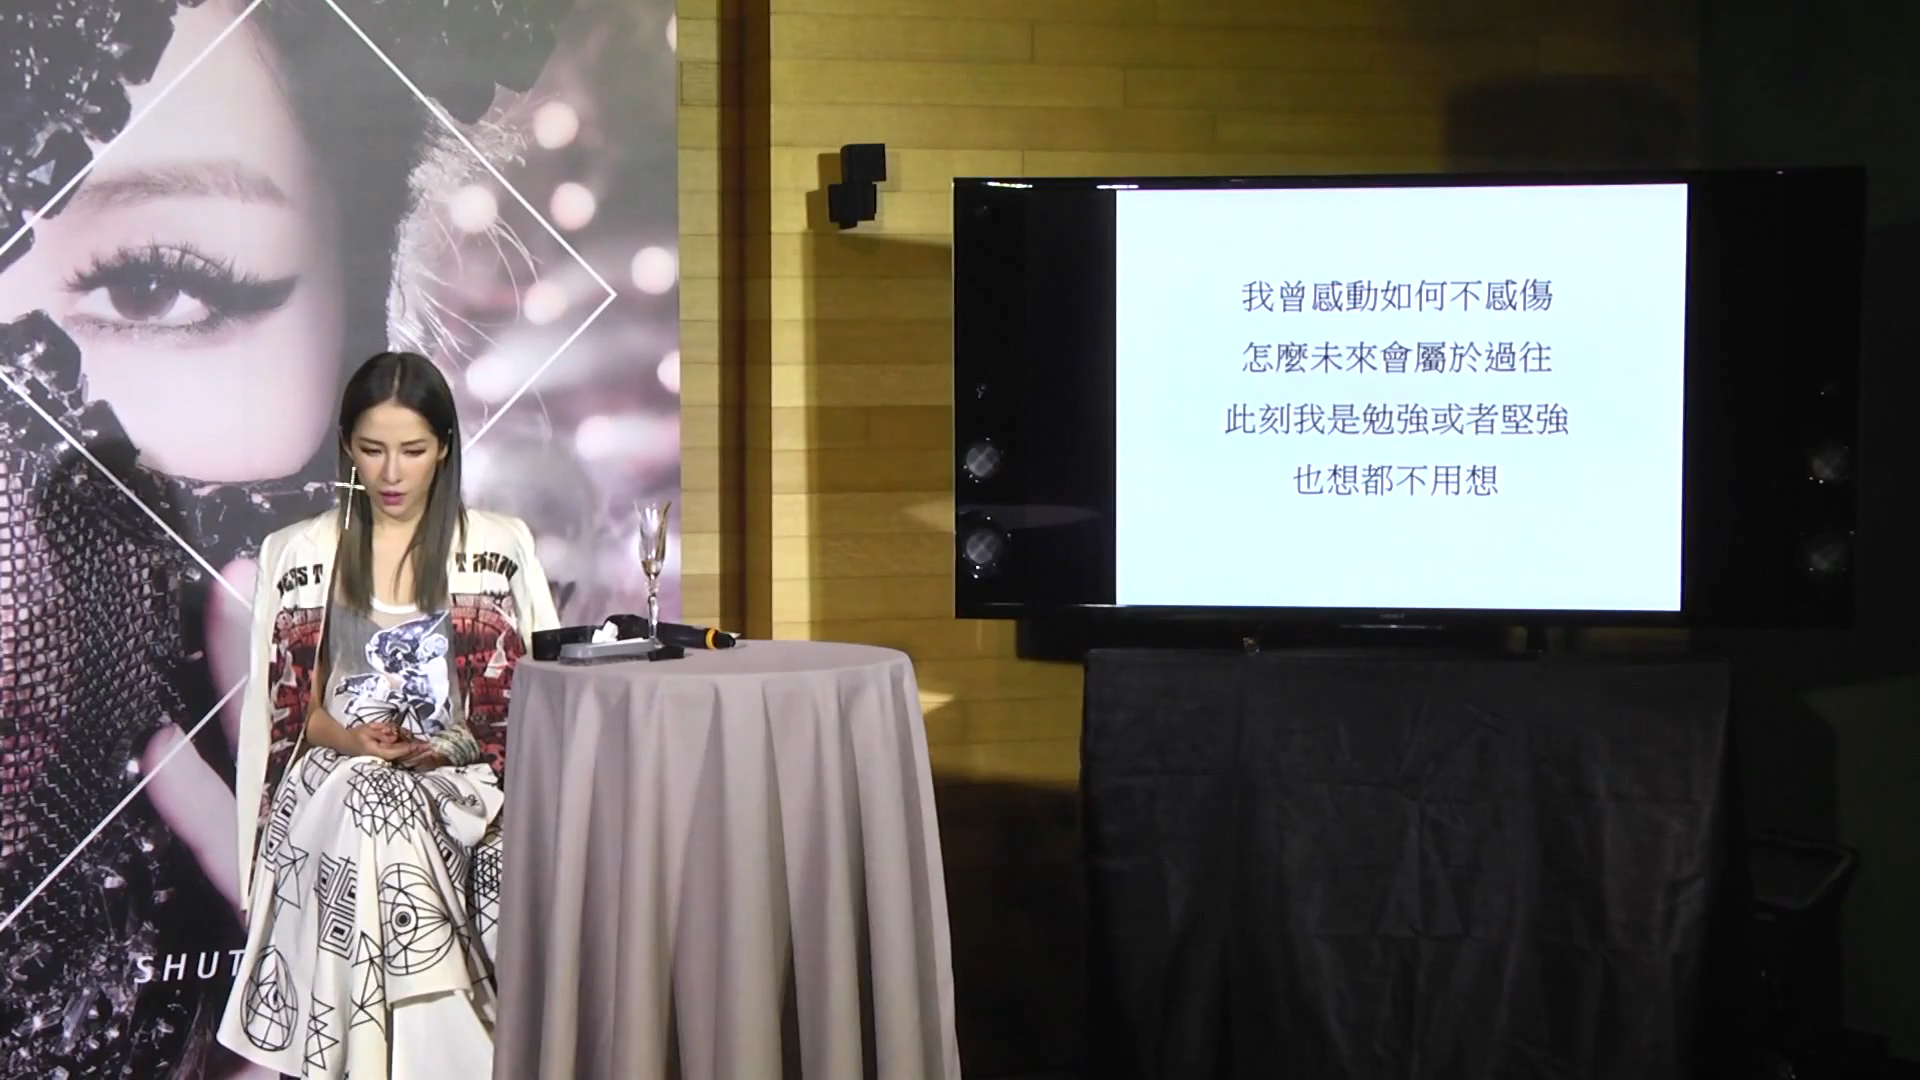 我曾感動如何不感傷
怎麼未來會屬於過往
此刻我是勉強或者堅強
也想都不用想
SHUT